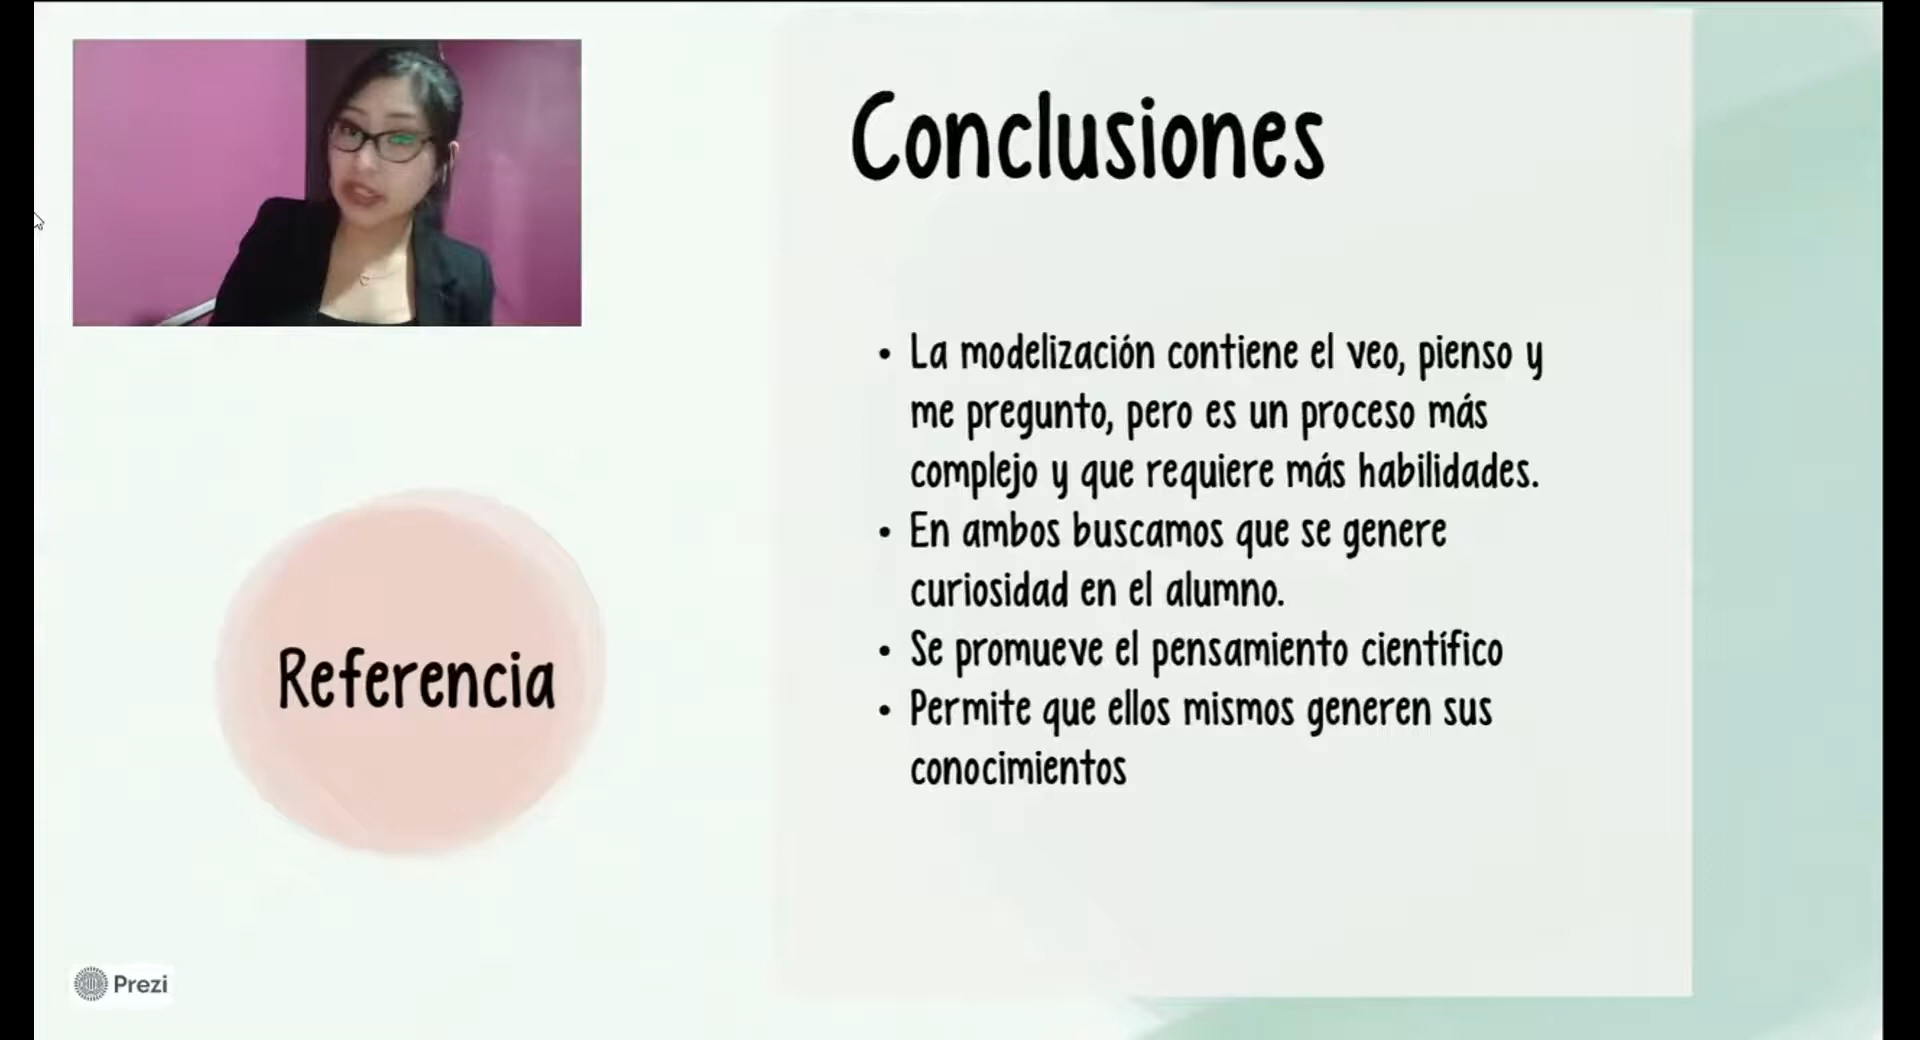 Conclusiones
• La modelización contiene el veo, pienso y
me pregunto, pero es un proceso más
complejo y que requiere más habilidades.
• En ambos buscamos que se genere
curiosidad en el alumno.
• Se promueve el pensamiento científico
• Permite que ellos mismos generen sus
conocimientos
Referencia
Prezi